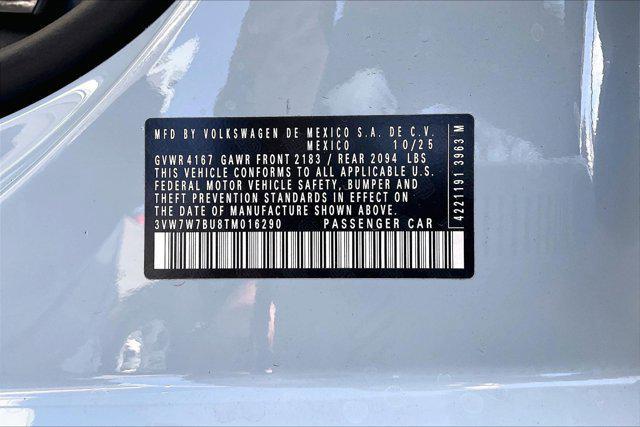 MFD BY VOLKSWAGEN DE MEXICO S.A. DE C.V.
MEXICO 10/25
GVWR 4167 GAWR FRONT 2183 / REAR 2094 LBS
THIS VEHICLE CONFORMS TO ALL APPLICABLE U.S.
FEDERAL MOTOR VEHICLE SAFETY, BUMPER AND
THEFT PREVENTION STANDARDS IN EFFECT ON
THE DATE OF MANUFACTURE SHOWN ABOVE.
3VW7W7BU8TM016290 PASSENGER CAR
4221191 3963 M